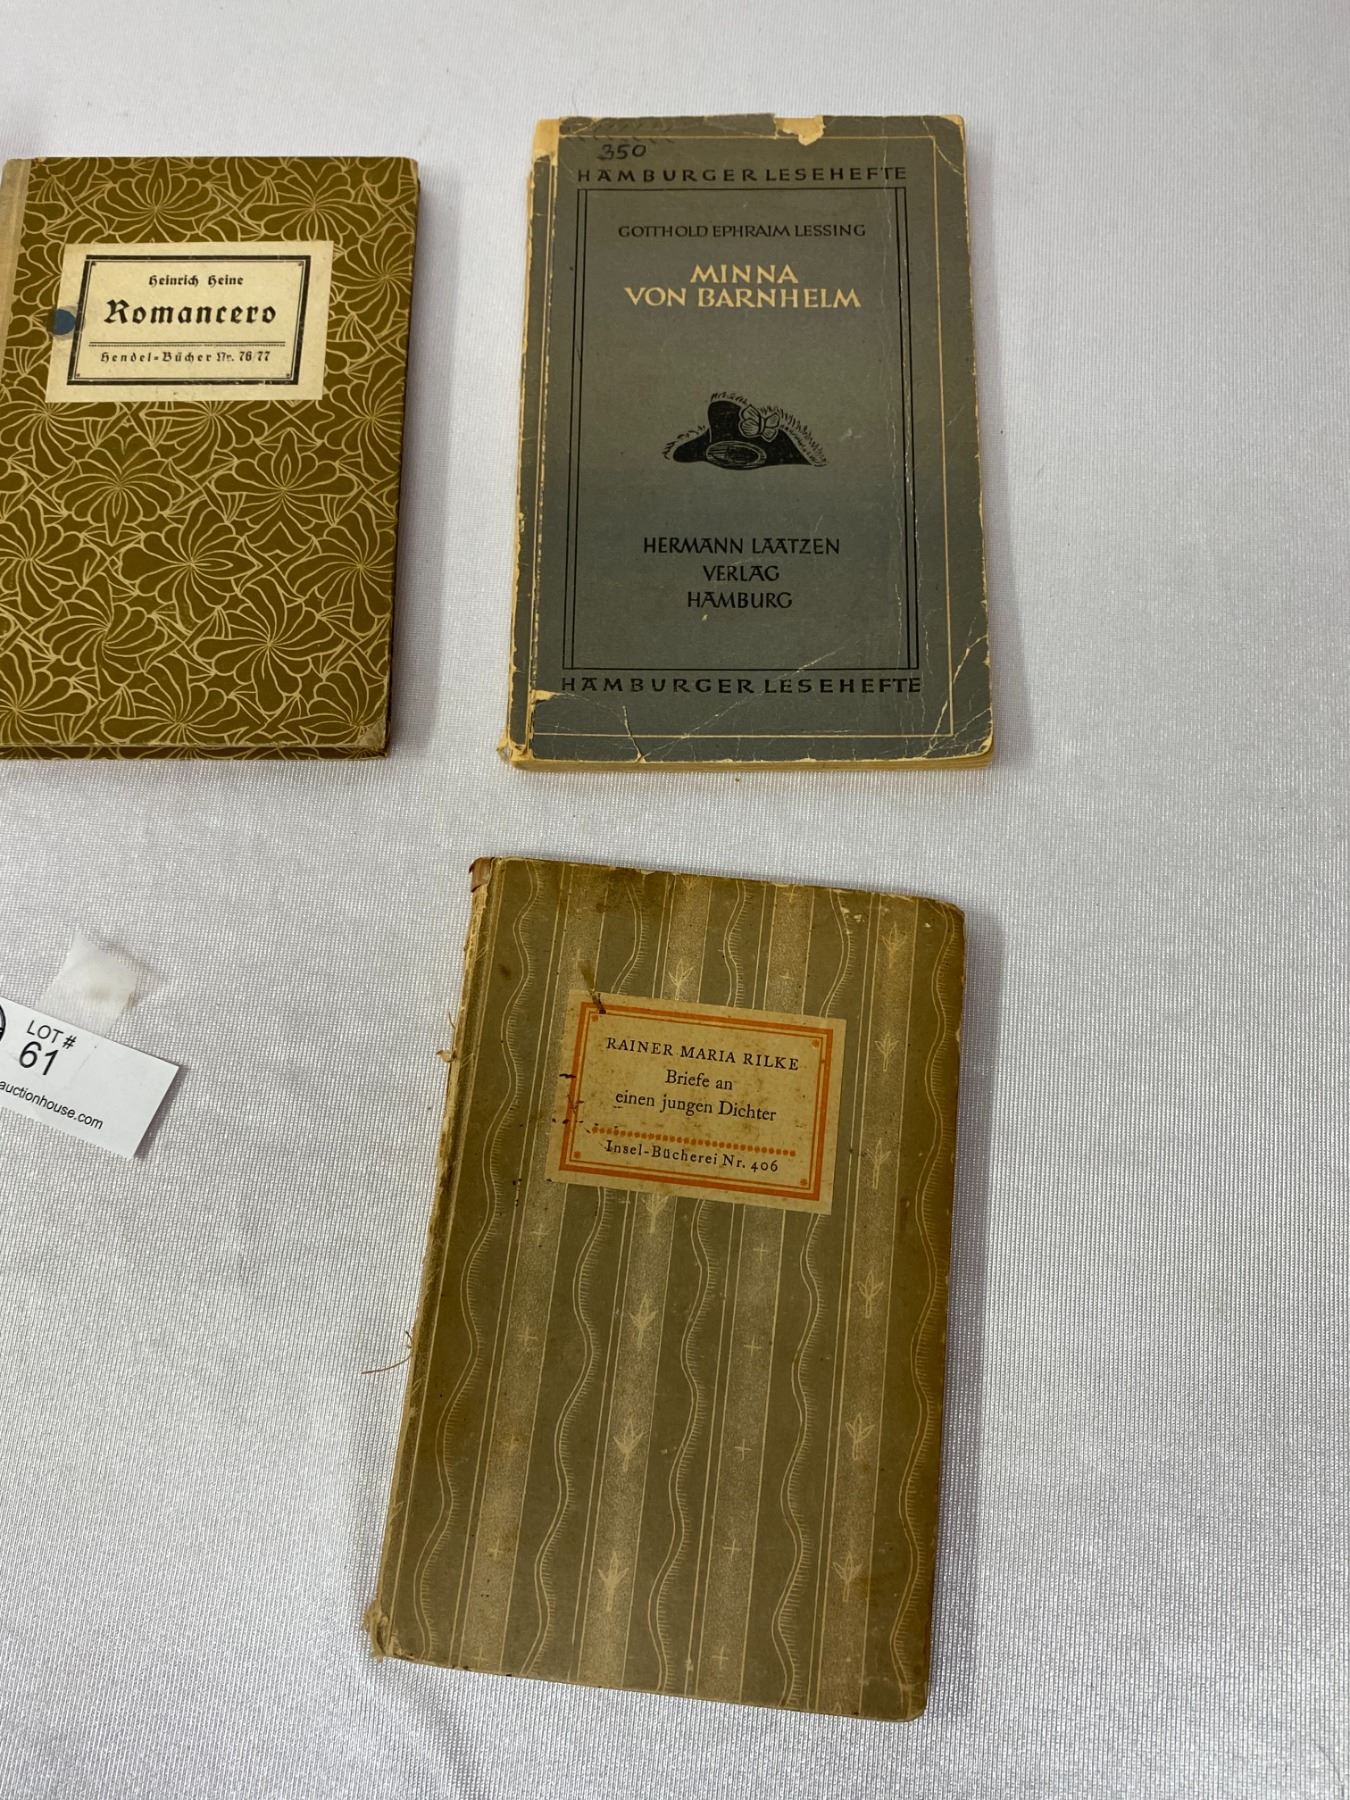 Heinrich Heine
Romancero
Hendel-Bücher Nr. 76/77
350
HAMBURGER LESEHEFTE
GOTTHOLD EPHRAIM LESSING
MINNA
VON BARNHELM
HERMANN LAATZEN
VERLAG
HAMBURG
HAMBURGER LESEHEFTE
LOT #
61
auctionhouse.com
RAINER MARIA RILKE
Briefe an
einen jungen Dichter
Insel-Bücherei Nr. 406